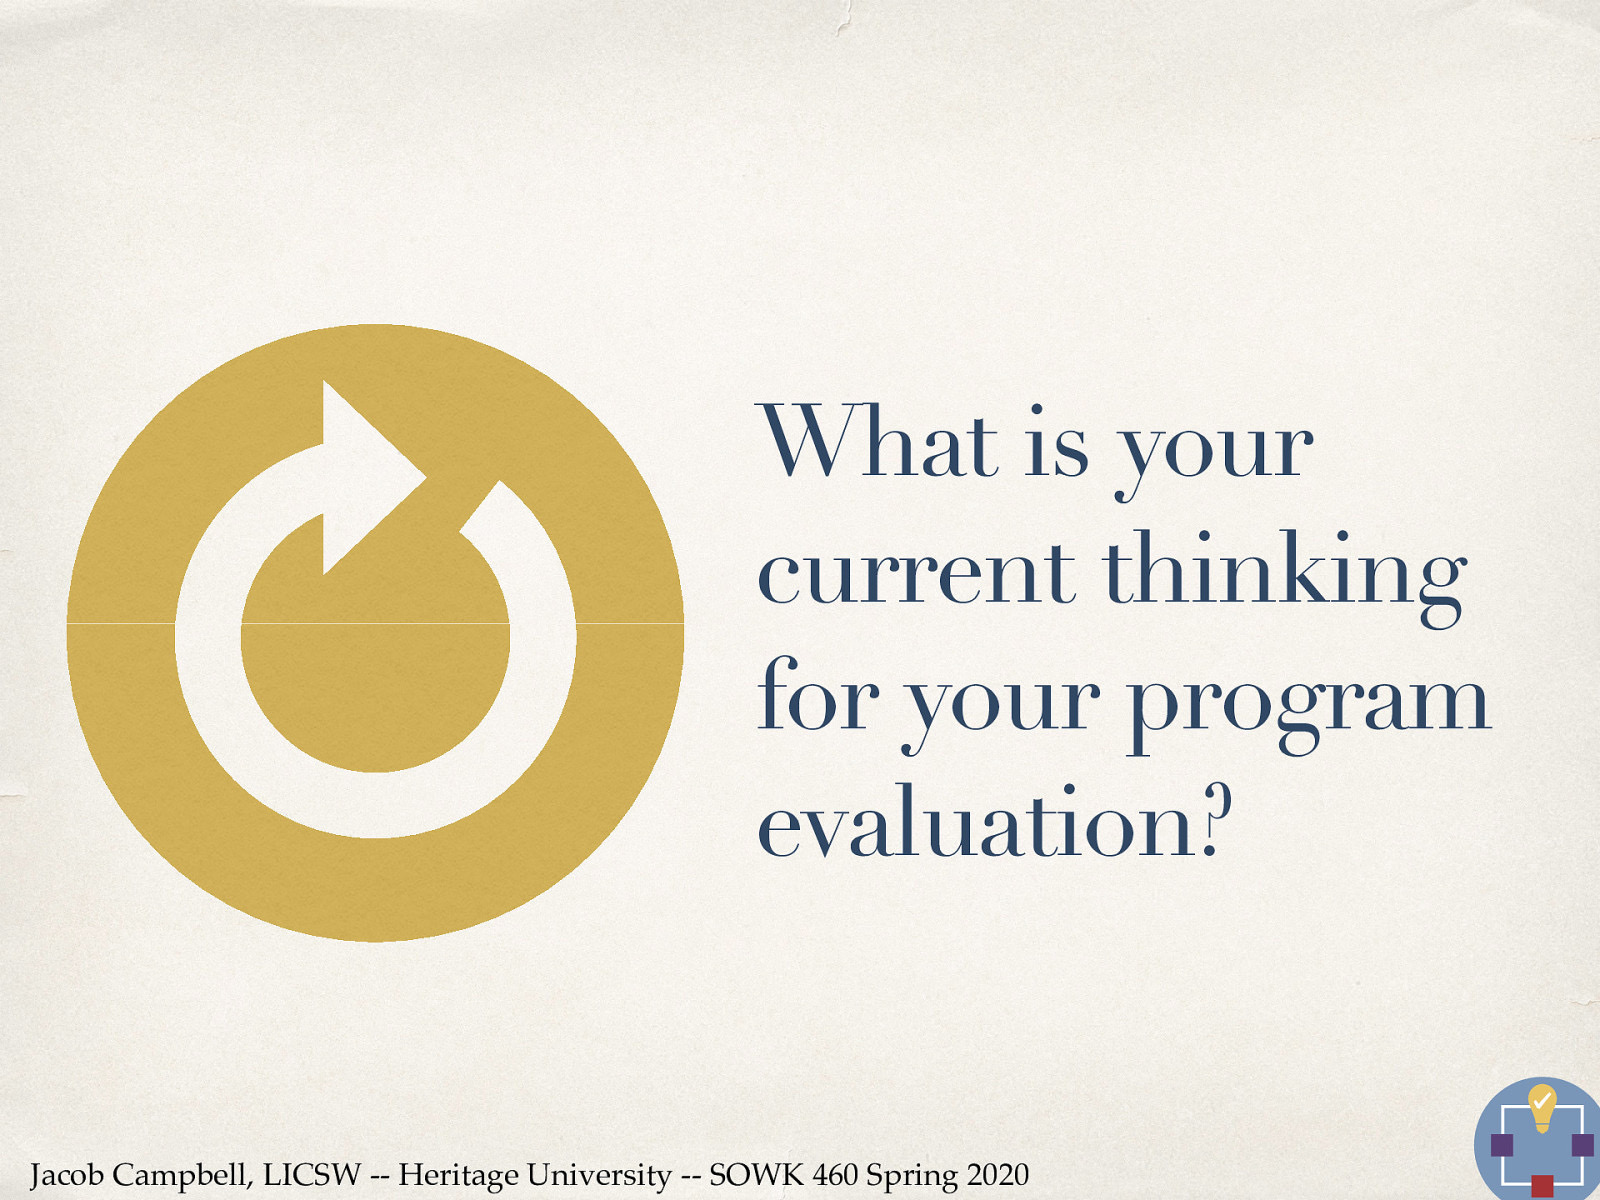 What is your
current thinking
for your program
evaluation?
Jacob Campbell, LICSW -- Heritage University -- SOWK 460 Spring 2020